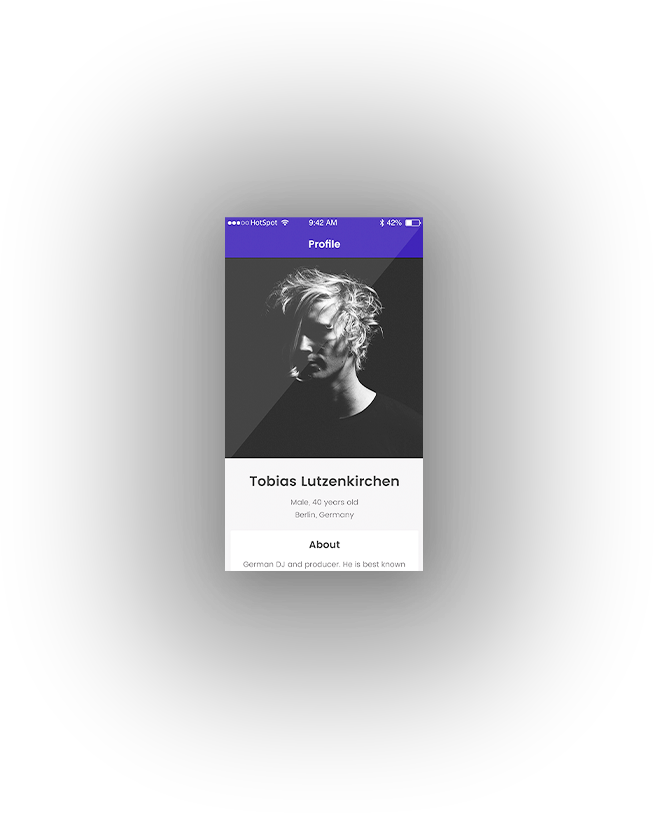 HotSpot 9:42 AM 42%
Profile
Tobias Lutzenkirchen
Male, 40 years old
Berlin, Germany
About
German DJ and producer. He is best known